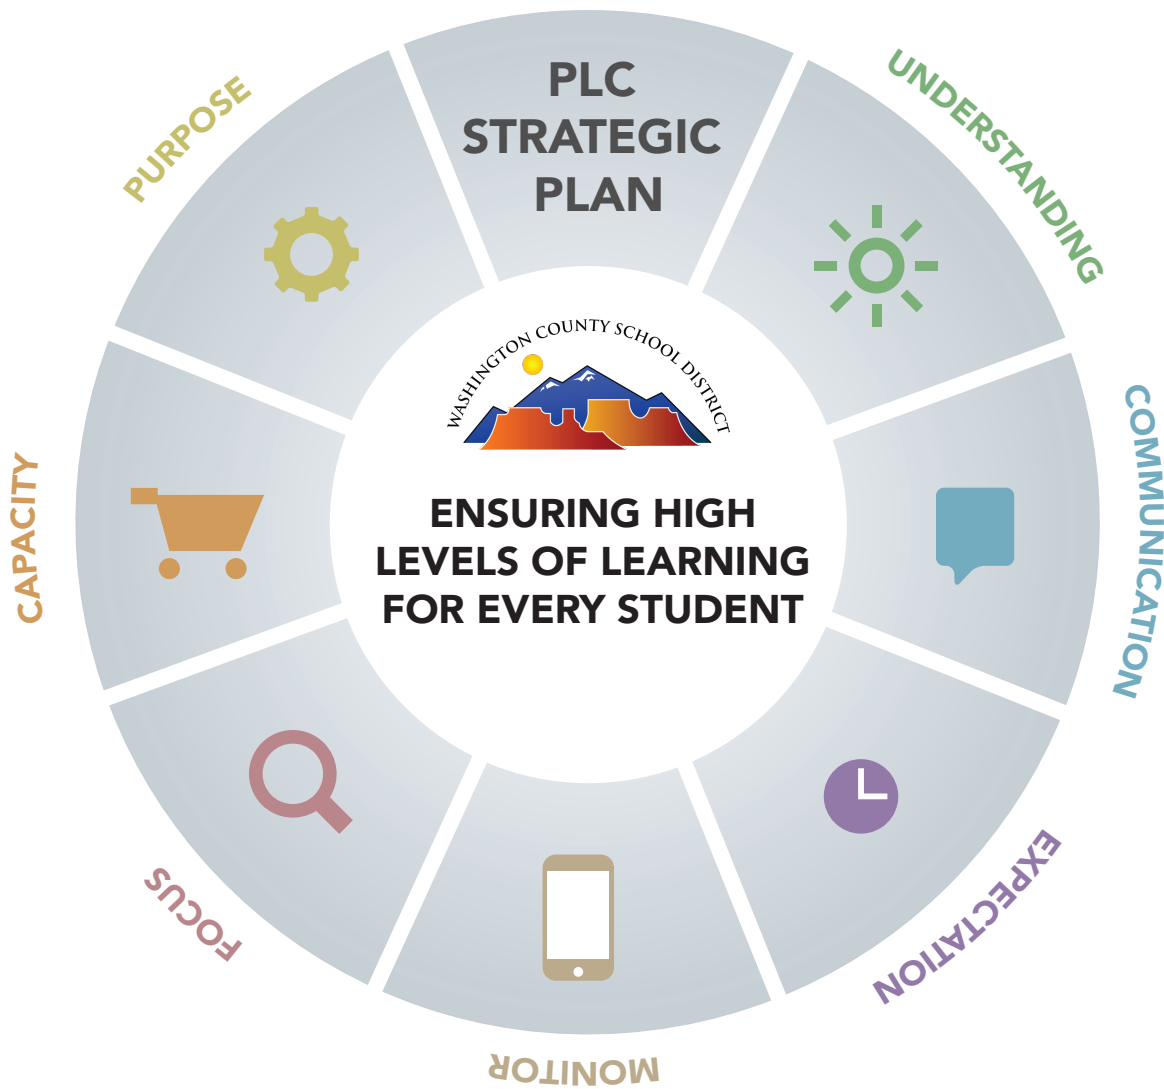 PLC
STRATEGIC
PLAN
UNDERSTANDING
COMMUNICATION
EXPECTATION
MONITOR
FOCUS
CAPACITY
PURPOSE
WASHINGTON COUNTY SCHOOL DISTRICT
ENSURING HIGH
LEVELS OF LEARNING
FOR EVERY STUDENT